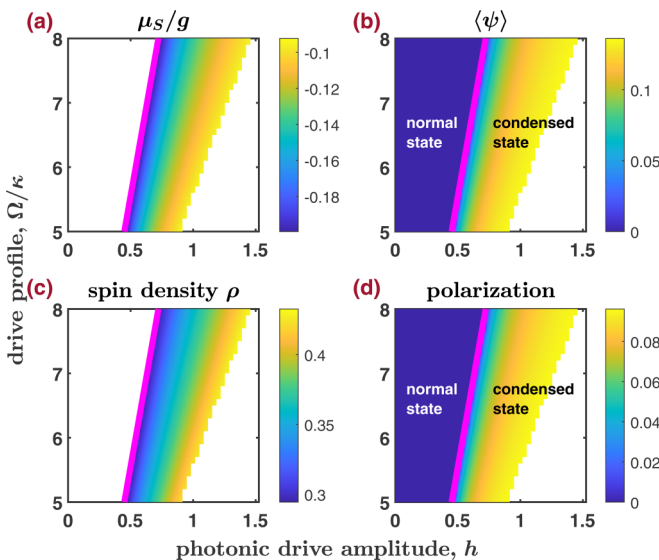 (a) μ_S/g
(b) ⟨ψ⟩
8
7
6
5
0 0.5 1 1.5
-0.1
-0.12
-0.14
-0.16
-0.18
8
7
6
5
0 0.5 1 1.5
normal
state
condensed
state
0.1
0.05
0
(c) spin density ρ
(d) polarization
8
7
6
5
0 0.5 1 1.5
0.4
0.35
0.3
8
7
6
5
0 0.5 1 1.5
normal
state
condensed
state
0.08
0.06
0.04
0.02
0
drive profile, Ω/κ
photonic drive amplitude, h